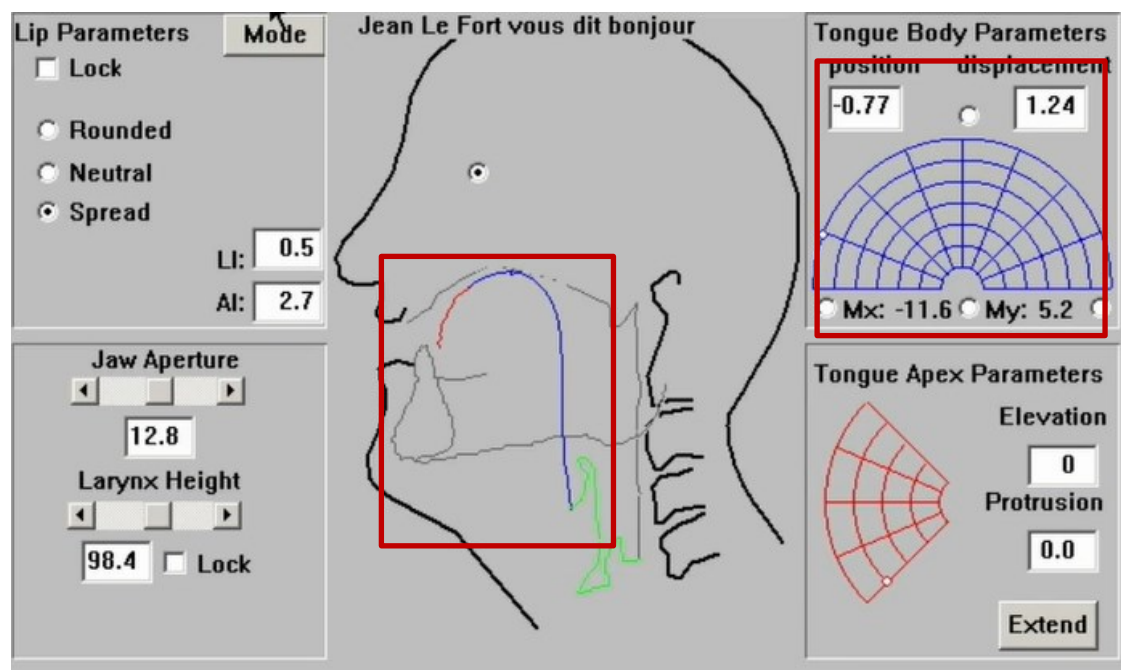 Jean Le Fort vous dit bonjour
Lip Parameters
Mode
Lock
Rounded
Neutral
Spread
LI: 0.5
AI: 2.7
Jaw Aperture
12.8
Larynx Height
98.4 Lock
Tongue Body Parameters
position displacement
-0.77 1.24
Mx: -11.6 My: 5.2
Tongue Apex Parameters
Elevation
0
Protrusion
0.0
Extend